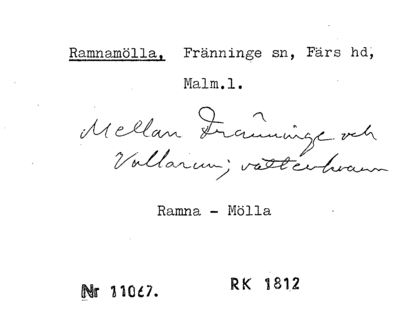 Ramnamölla, Fränninge sn, Färs hd,
Malm.l.
Mellan Fränninge och
Vollarum; vattenkvarn
Ramna - Mölla
Nr 11067. RK 1812